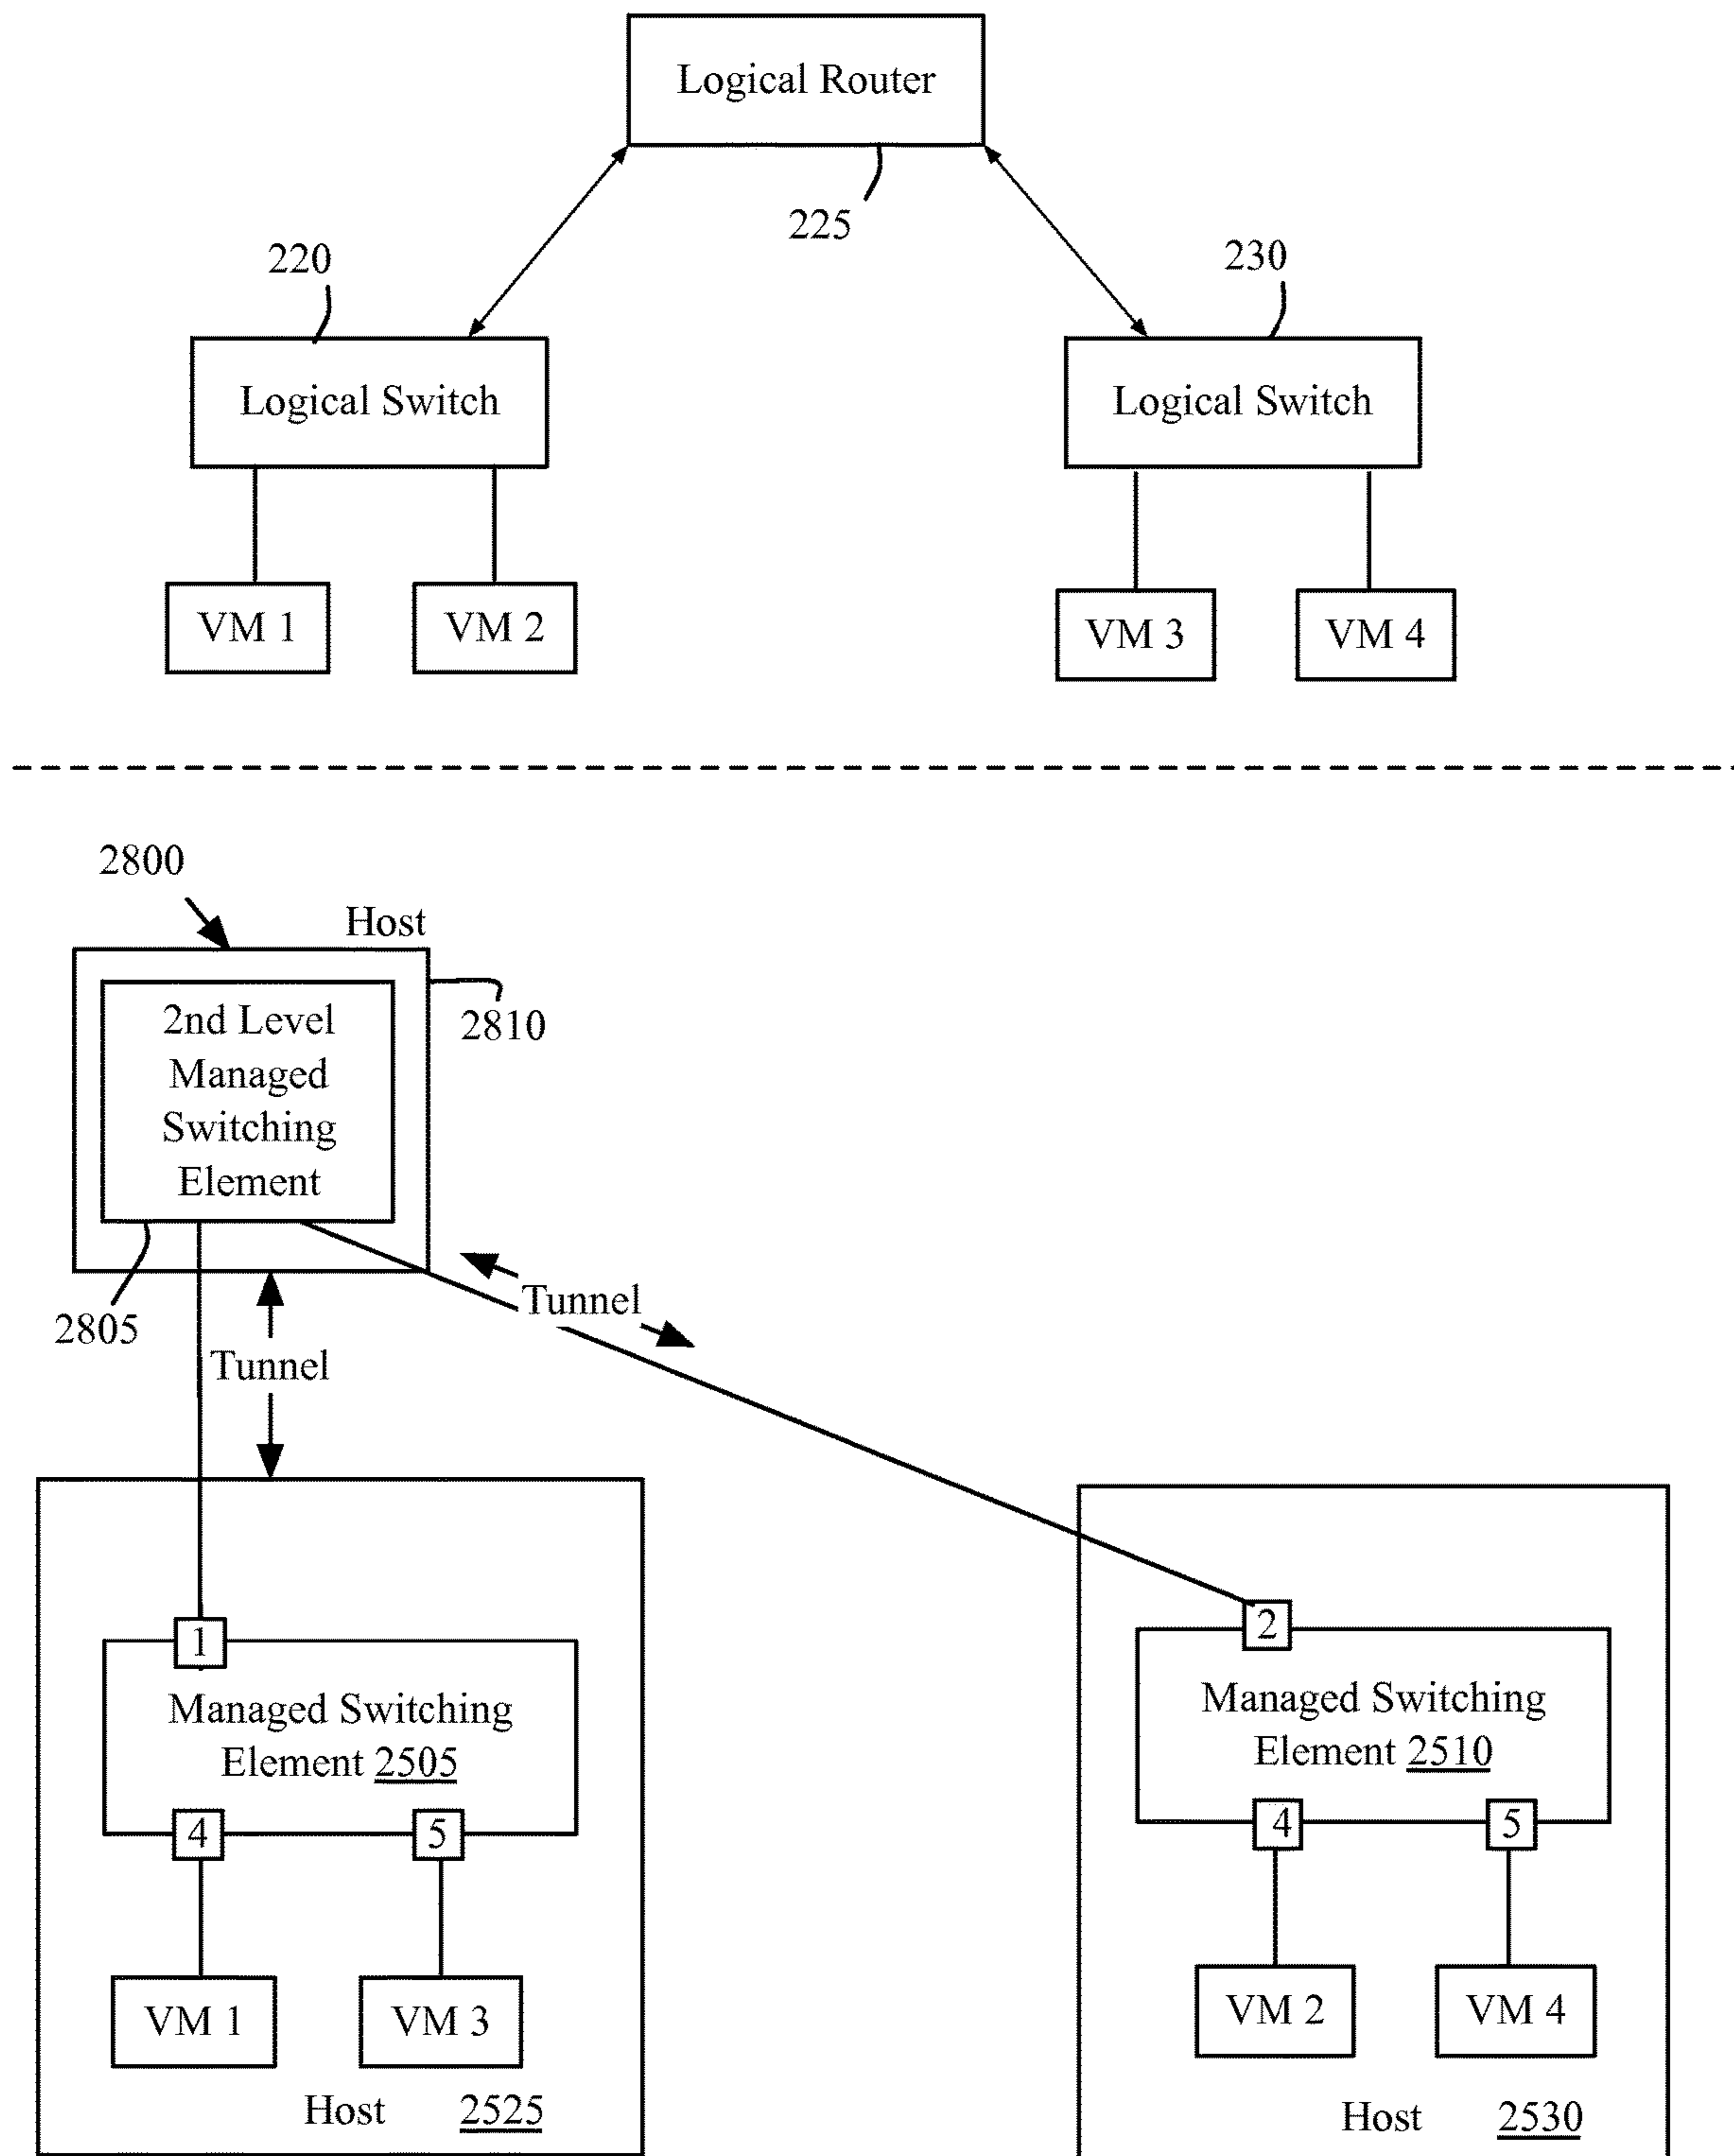 Logical Router
225
220
230
Logical Switch
Logical Switch
VM 1
VM 2
VM 3
VM 4
2800
Host
2nd Level
Managed
Switching
Element
2810
2805
Tunnel
Tunnel
1
Managed Switching
Element 2505
4
5
VM 1
VM 3
Host 2525
2
Managed Switching
Element 2510
4
5
VM 2
VM 4
Host 2530